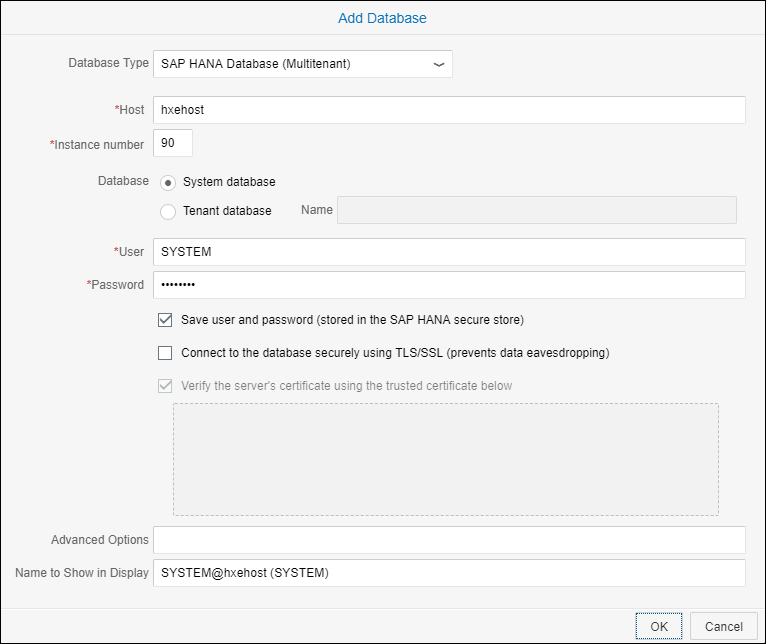 Add Database
Database Type SAP HANA Database (Multitenant)
*Host hxehost
*Instance number 90
Database System database
Tenant database Name
*User SYSTEM
*Password ••••••••
Save user and password (stored in the SAP HANA secure store)
Connect to the database securely using TLS/SSL (prevents data eavesdropping)
Verify the server's certificate using the trusted certificate below
Advanced Options
Name to Show in Display SYSTEM@hxehost (SYSTEM)
OK Cancel